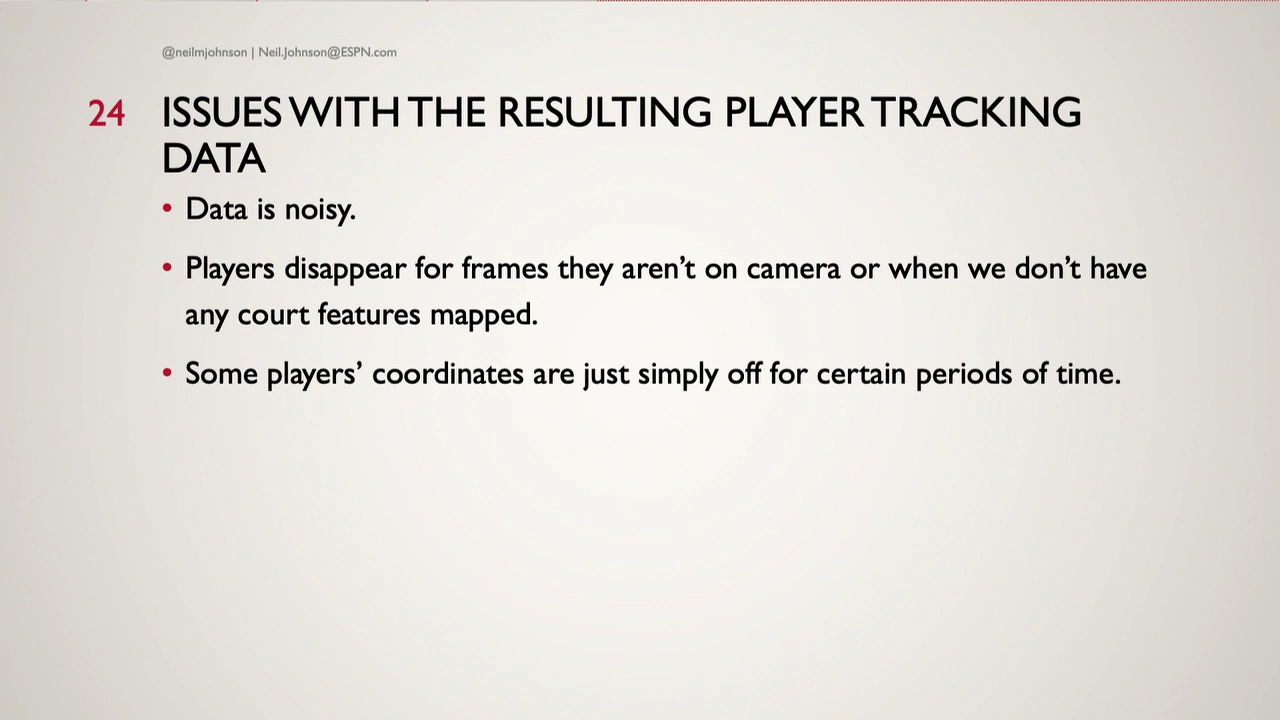 @neilmjohnson | Neil.Johnson@ESPN.com
24 ISSUES WITH THE RESULTING PLAYER TRACKING
DATA
• Data is noisy.
• Players disappear for frames they aren’t on camera or when we don’t have
any court features mapped.
• Some players’ coordinates are just simply off for certain periods of time.